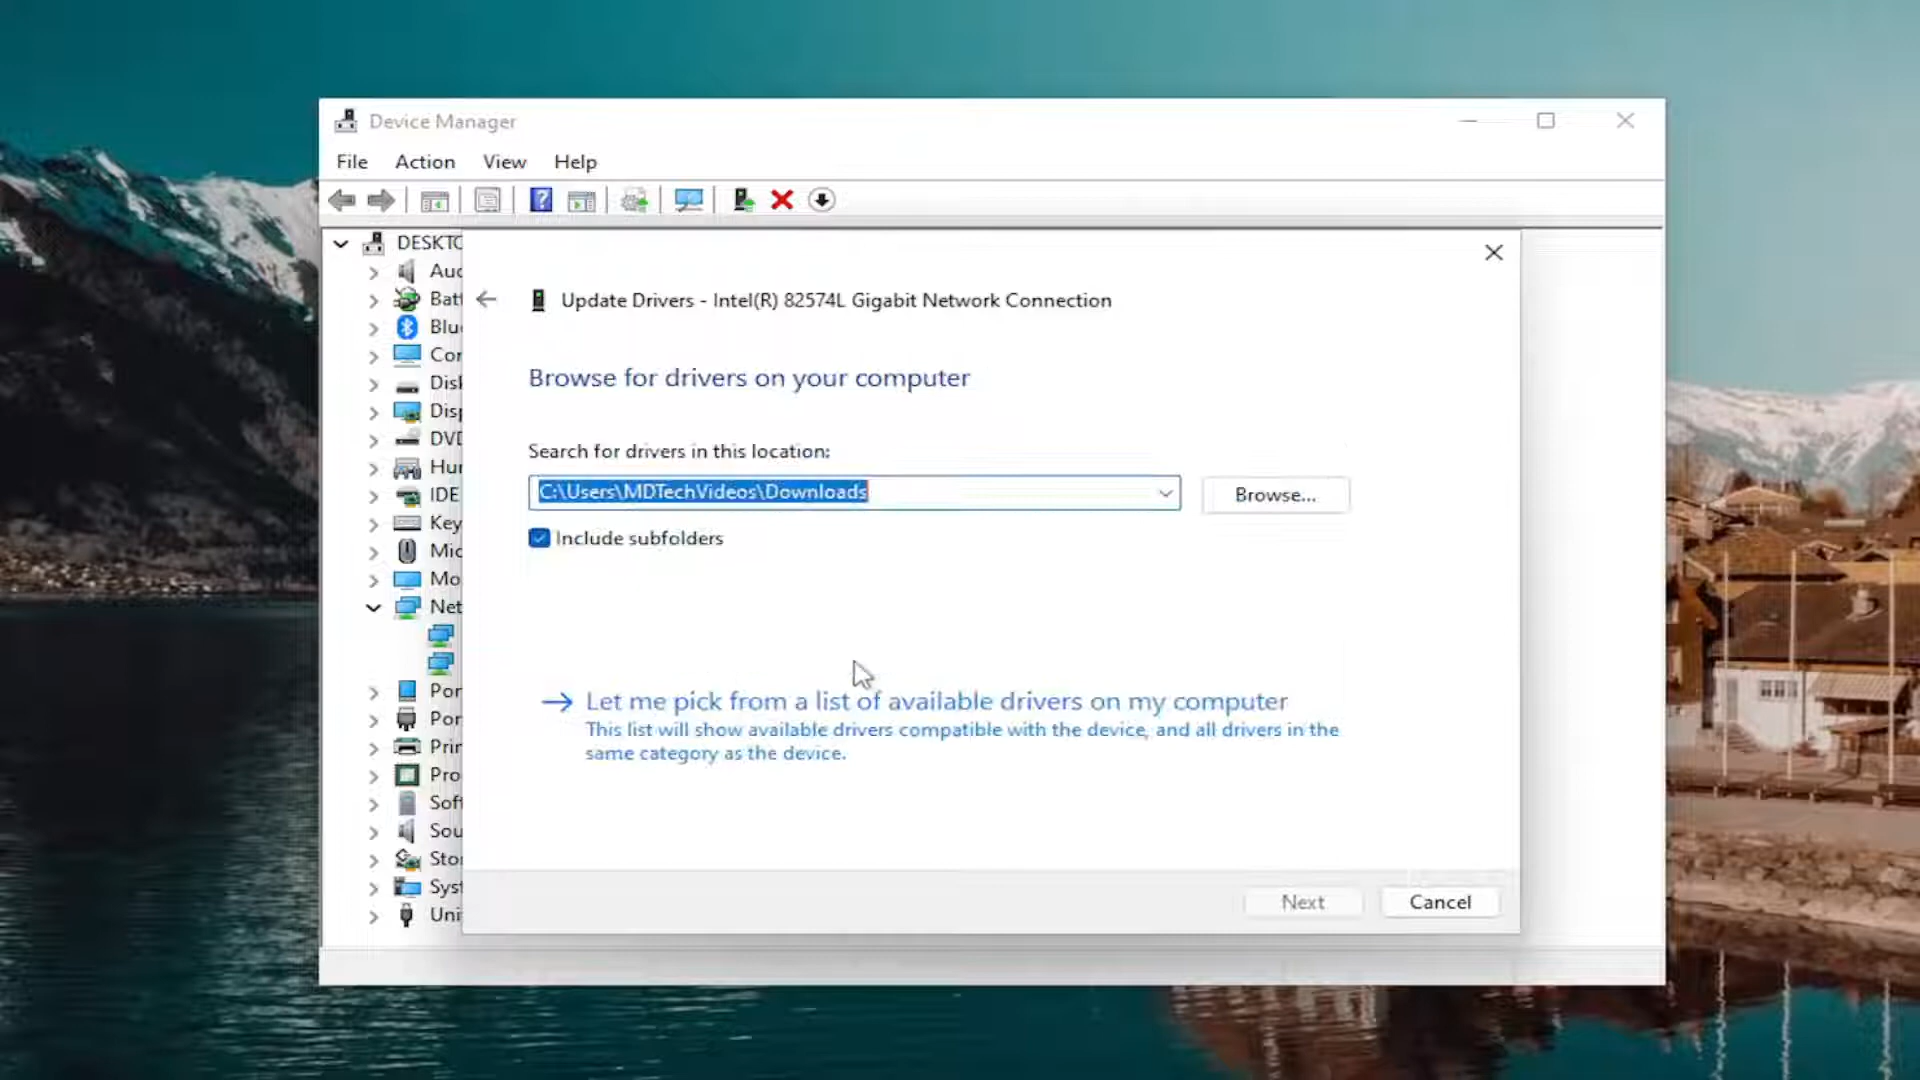 Device Manager
File Action View Help
DESKTC
Aud
Batt
Update Drivers - Intel(R) 82574L Gigabit Network Connection
Blue
Cor
Browse for drivers on your computer
Disk
Disp
DVD
Search for drivers in this location:
Hur
C:\Users\MDTechVideos\Downloads
Browse...
IDE
Key
Include subfolders
Mic
Mo
Net
Por
Let me pick from a list of available drivers on my computer
Por
This list will show available drivers compatible with the device, and all drivers in the
Prin
same category as the device.
Pro
Soft
Sou
Stor
Syst
Next
Cancel
Uni